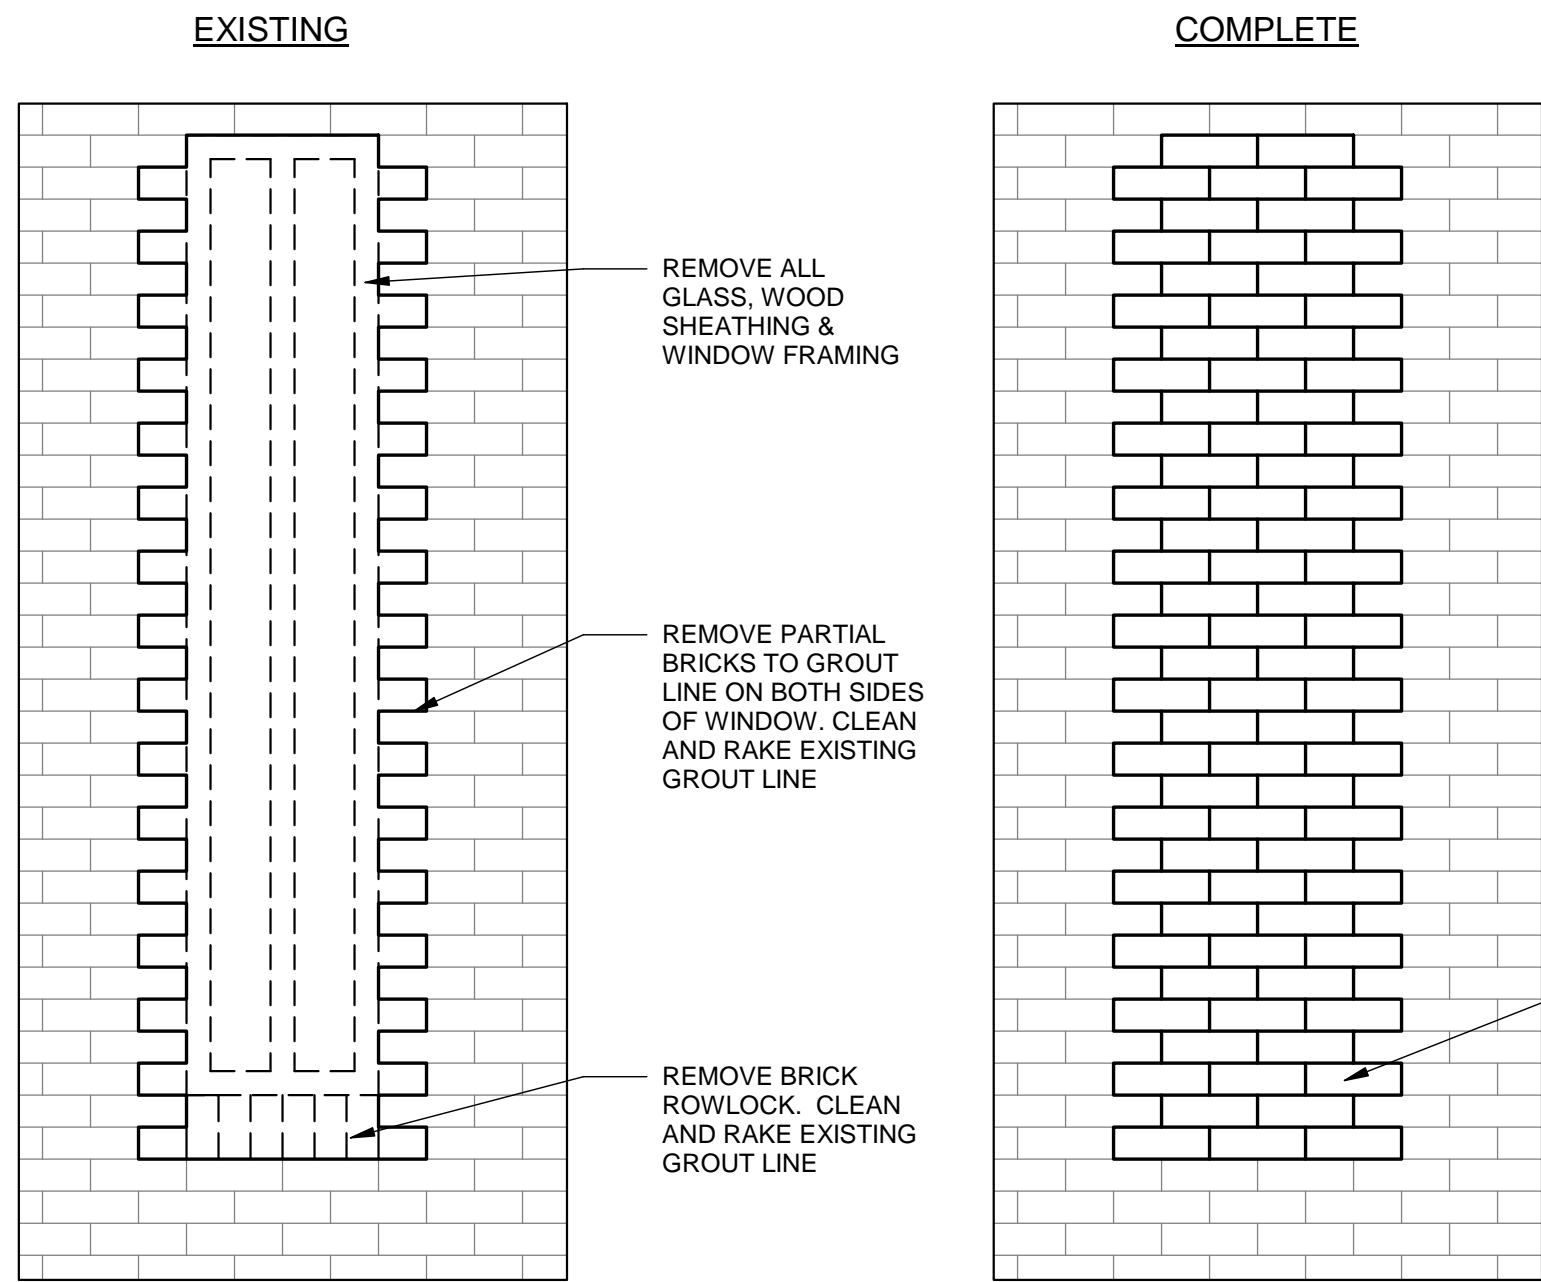 EXISTING
COMPLETE
REMOVE ALL
GLASS, WOOD
SHEATHING &
WINDOW FRAMING
REMOVE PARTIAL
BRICKS TO GROUT
LINE ON BOTH SIDES
OF WINDOW. CLEAN
AND RAKE EXISTING
GROUT LINE
REMOVE BRICK
ROWLOCK. CLEAN
AND RAKE EXISTING
GROUT LINE